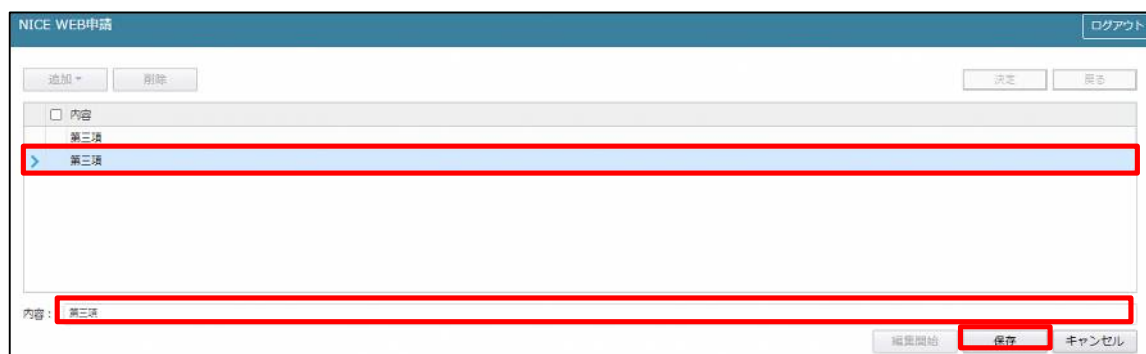 NICE WEB申請 ログアウト
追加 削除 決定 戻る
内容
第三項
第三項
内容： 第三項
編集開始 保存 キャンセル